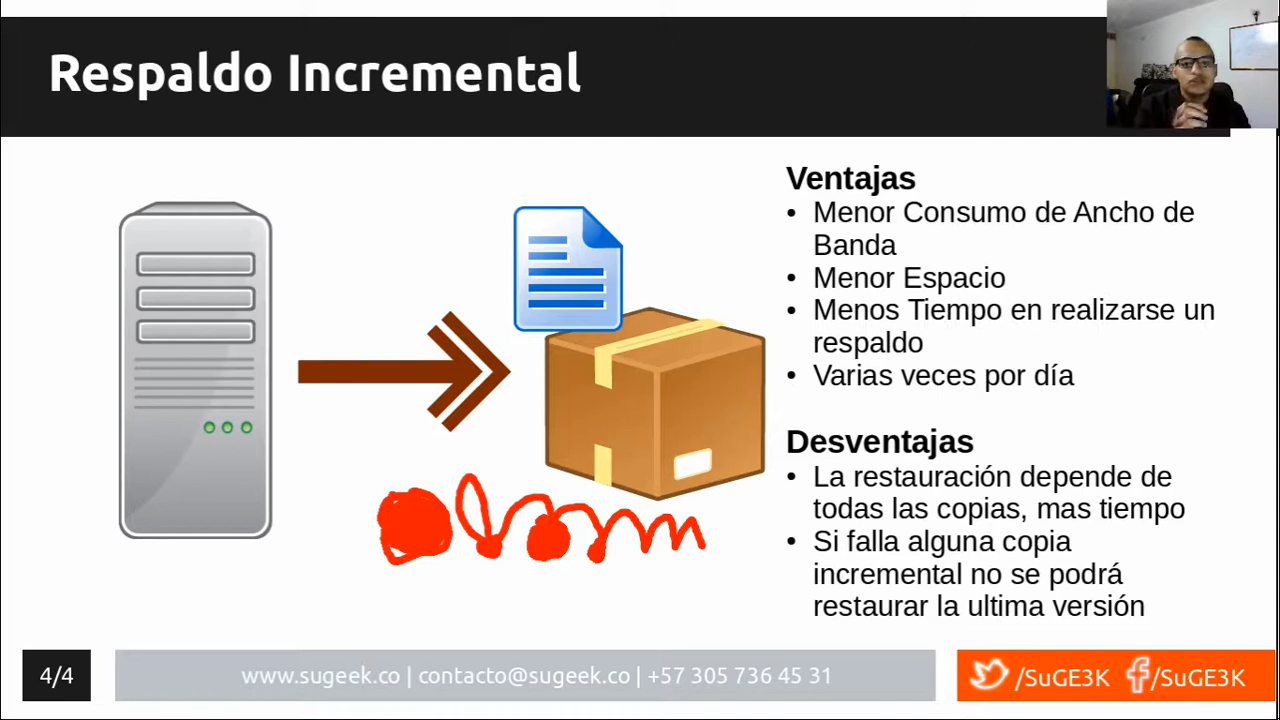 Respaldo Incremental
Ventajas
• Menor Consumo de Ancho de
Banda
• Menor Espacio
• Menos Tiempo en realizarse un
respaldo
• Varias veces por día
Desventajas
• La restauración depende de
todas las copias, mas tiempo
• Si falla alguna copia
incremental no se podrá
restaurar la ultima versión
4/4
www.sugeek.co | contacto@sugeek.co | +57 305 736 45 31
/SuGE3K
/SuGE3K